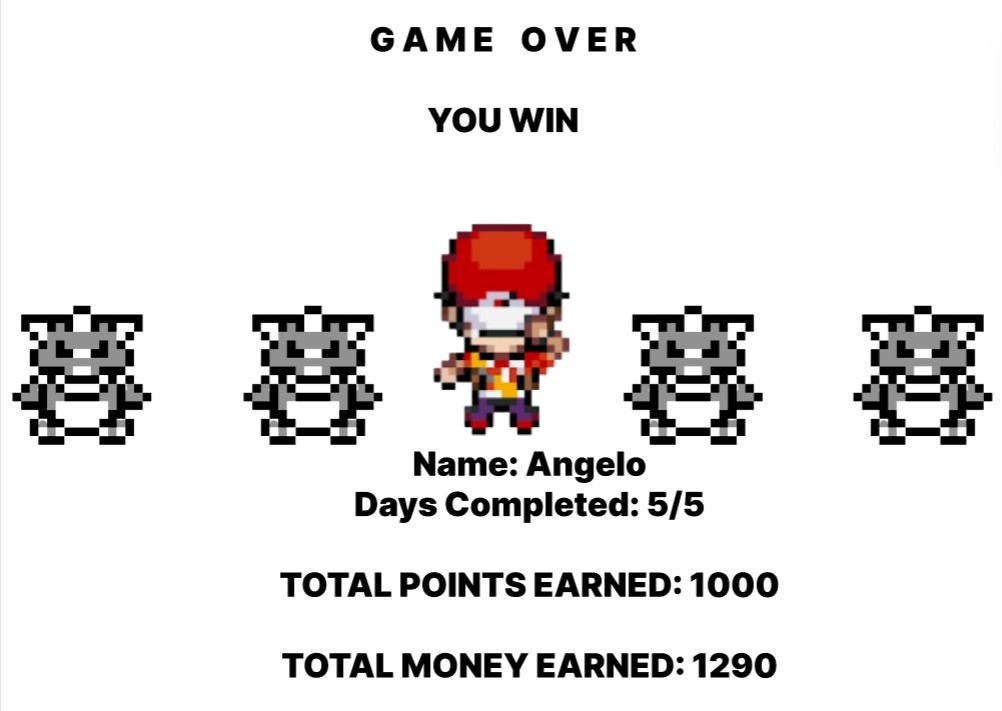 GAME OVER
YOU WIN
Name: Angelo
Days Completed: 5/5
TOTAL POINTS EARNED: 1000
TOTAL MONEY EARNED: 1290